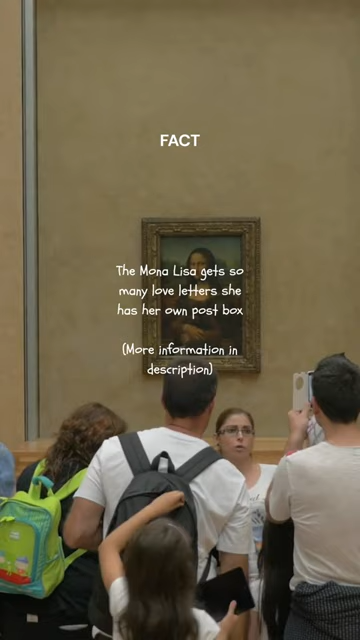 FACT
The Mona Lisa gets so
many love letters she
has her own post box
(More information in
description)